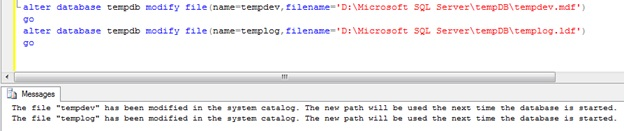 alter database tempdb modify file(name=tempdev,filename='D:\Microsoft SQL Server\tempDB\tempdev.mdf')
go
alter database tempdb modify file(name=templog,filename='D:\Microsoft SQL Server\tempDB\templog.ldf')
go
Messages
The file "tempdev" has been modified in the system catalog. The new path will be used the next time the database is started.
The file "templog" has been modified in the system catalog. The new path will be used the next time the database is started.